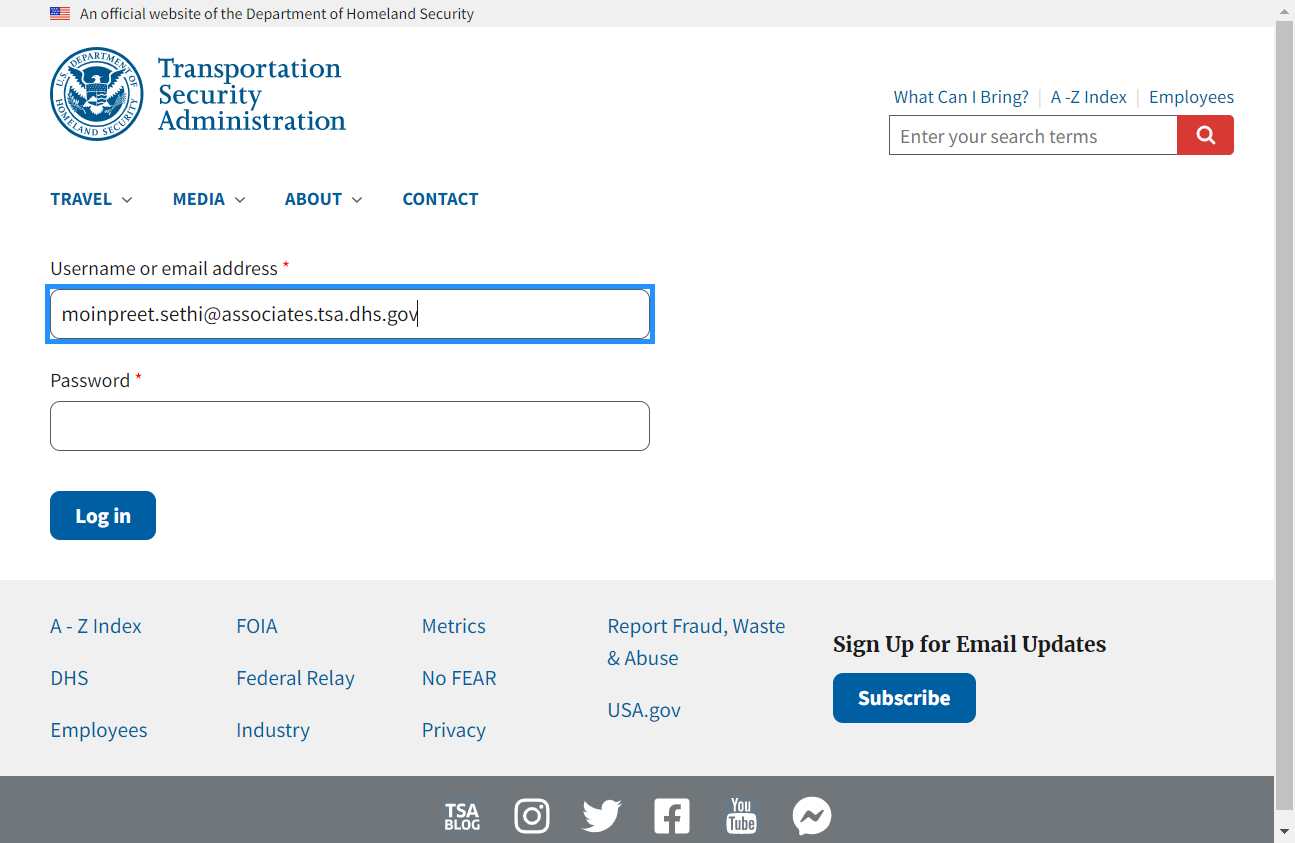 An official website of the Department of Homeland Security
U.S. DEPARTMENT OF HOMELAND SECURITY
Transportation
Security
Administration
What Can I Bring? A -Z Index Employees
Enter your search terms
TRAVEL MEDIA ABOUT CONTACT
Username or email address *
moinpreet.sethi@associates.tsa.dhs.gov
Password *
Log in
A - Z Index FOIA Metrics Report Fraud, Waste
& Abuse
Sign Up for Email Updates
DHS Federal Relay No FEAR
Subscribe
USA.gov
Employees Industry Privacy
TSA
BLOG
You
Tube